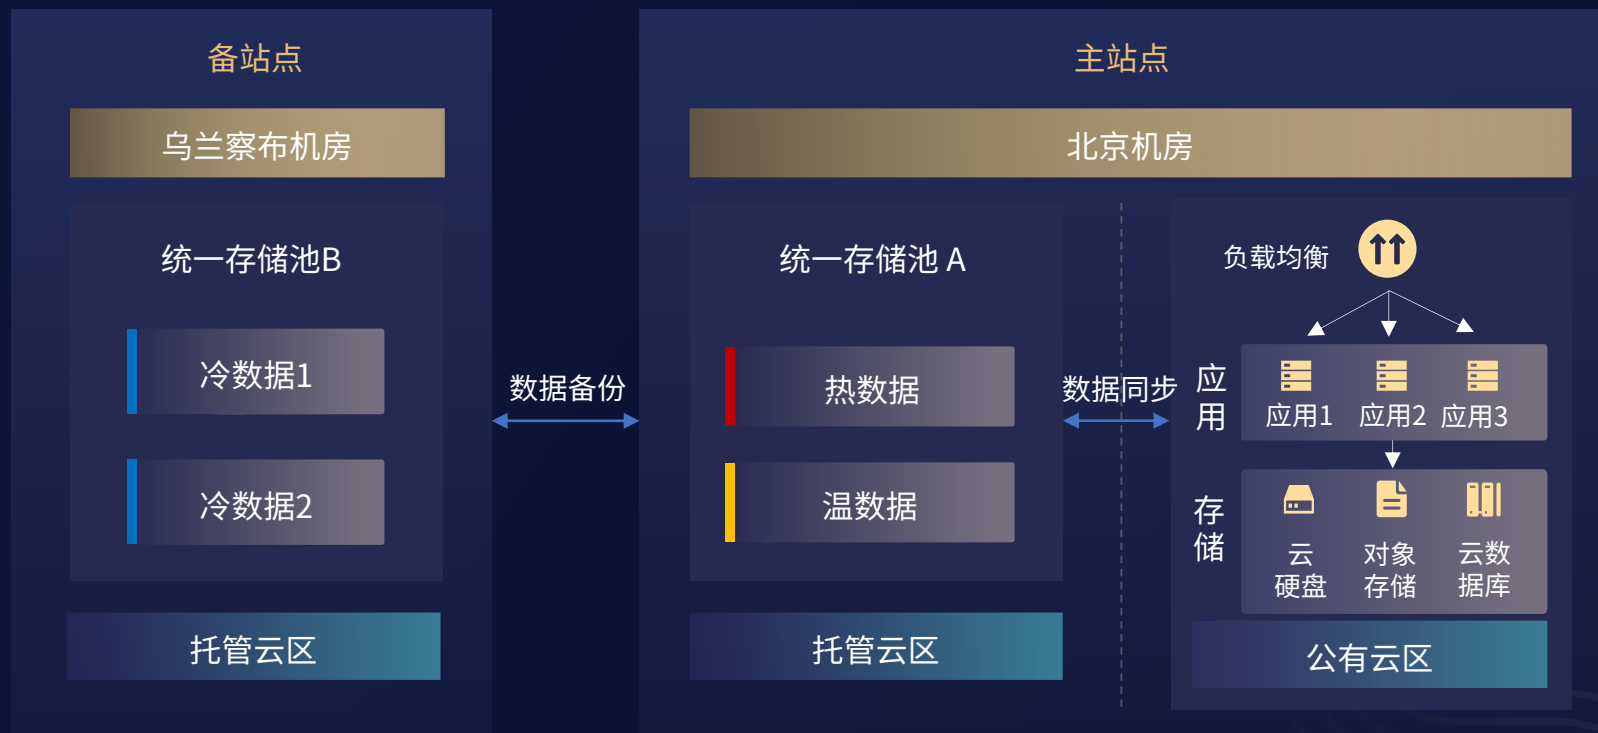 备站点
乌兰察布机房
统一存储池B
冷数据1
冷数据2
托管云区
数据备份
主站点
北京机房
统一存储池 A
热数据
温数据
托管云区
数据同步
负载均衡
应
用
应用1
应用2
应用3
存
储
云
硬盘
对象
存储
云数
据库
公有云区